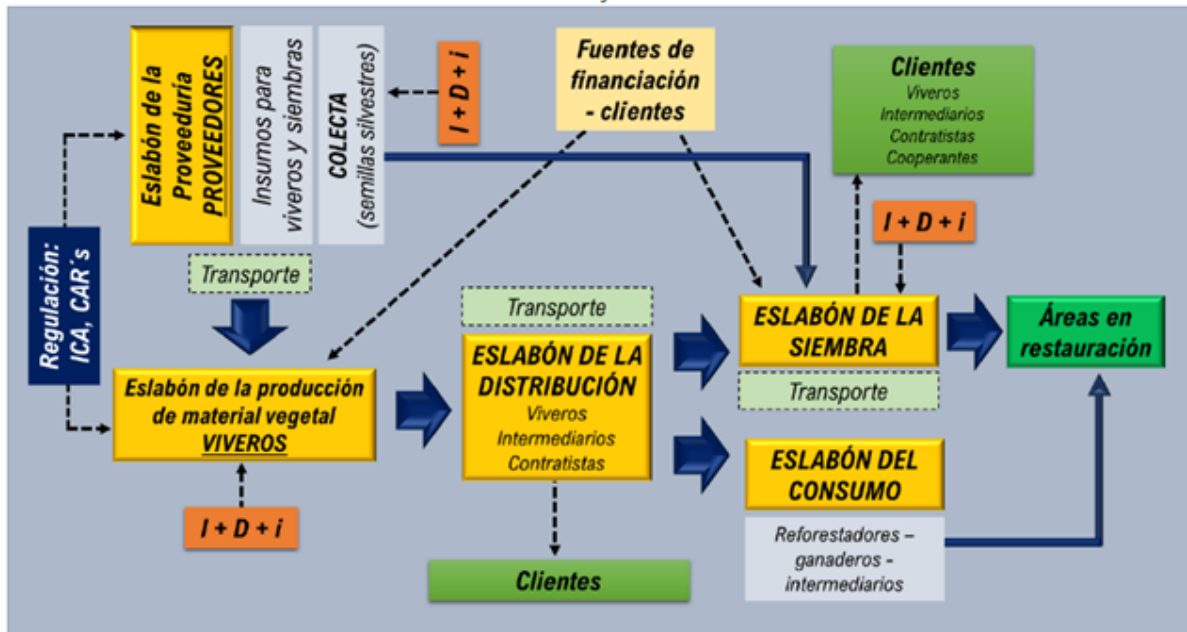 y
Eslabón de la
Proveeduría
PROVEEDORES
Insumos para
viveros y siembras
COLECTA
(semillas silvestres)
I + D + i
Fuentes de
financiación
- clientes
Clientes
Viveros
Intermediarios
Contratistas
Cooperantes
I + D + i
Regulación:
ICA, CAR´s
Transporte
Transporte
ESLABÓN DE LA
SIEMBRA
Áreas en
restauración
Eslabón de la producción
de material vegetal
VIVEROS
ESLABÓN DE LA
DISTRIBUCIÓN
Viveros
Intermediarios
Contratistas
Transporte
ESLABÓN DEL
CONSUMO
I + D + i
Reforestadores –
ganaderos -
intermediarios
Clientes